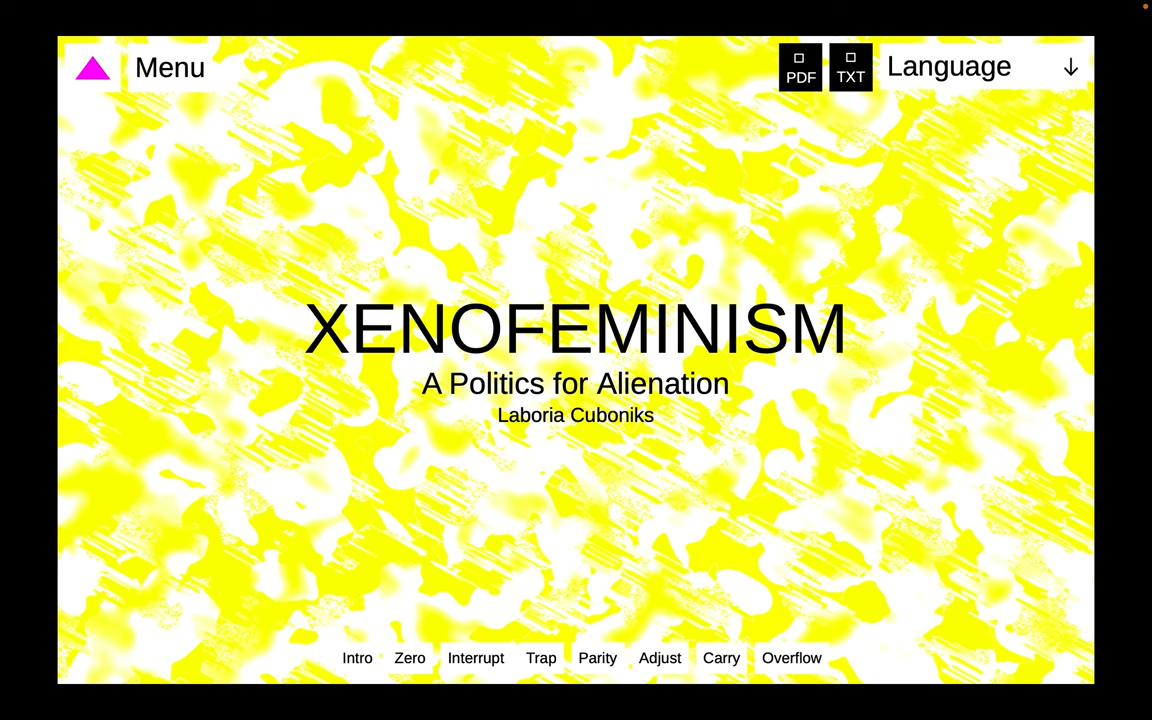 Menu
PDF
TXT
Language ↓
XENOFEMINISM
A Politics for Alienation
Laboria Cuboniks
Intro Zero Interrupt Trap Parity Adjust Carry Overflow